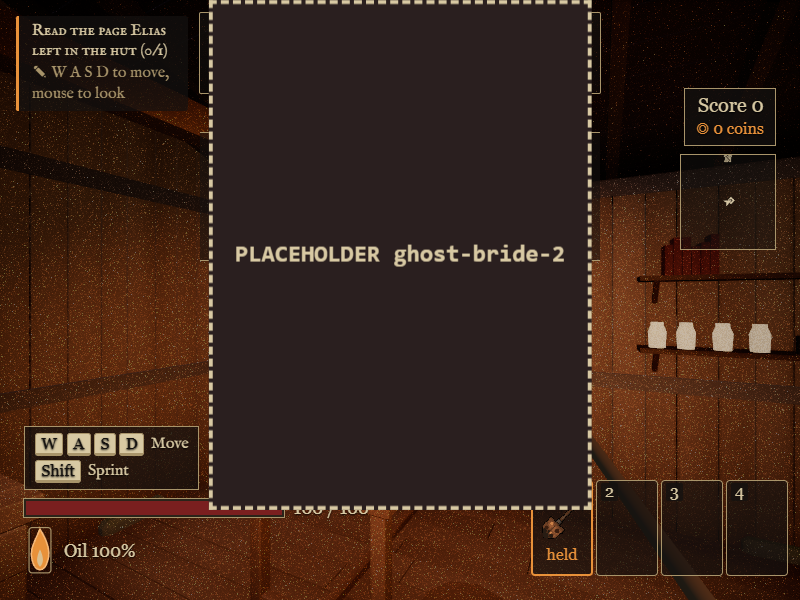 Read the page Elias
left in the hut (0/1)
W A S D to move,
mouse to look
Score 0
0 coins
PLACEHOLDER ghost-bride-2
W A S D Move
Shift Sprint
Oil 100%
held
2
3
4